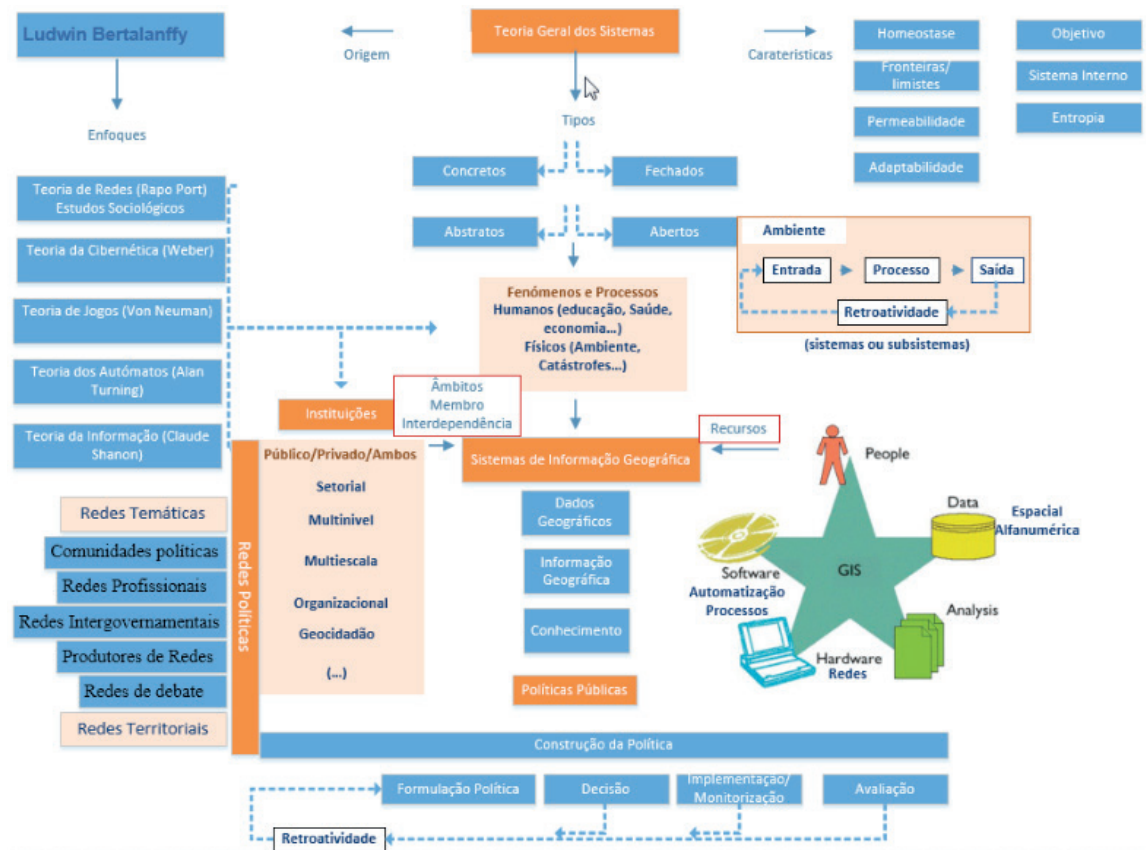 Ludwin Bertalanffy
Origem
Teoria Geral dos Sistemas
Carateristicas
Homeostase
Objetivo
Fronteiras/
limistes
Sistema Interno
Permeabilidade
Entropia
Adaptabilidade
Enfoques
Tipos
Concretos
Fechados
Abstratos
Abertos
Teoria de Redes (Rapo Port)
Estudos Sociológicos
Teoria da Cibernética (Weber)
Teoria de Jogos (Von Neuman)
Teoria dos Autómatos (Alan
Turning)
Teoria da Informação (Claude
Shanon)
Ambiente
Entrada
Processo
Saída
Retroatividade
(sistemas ou subsistemas)
Fenómenos e Processos
Humanos (educação, Saúde,
economia...)
Físicos (Ambiente,
Catástrofes...)
Instituições
Âmbitos
Membro
Interdependência
Sistemas de Informação Geográfica
Recursos
Público/Privado/Ambos
Setorial
Multinivel
Multiescala
Organizacional
Geocidadão
(...)
Redes Políticas
Redes Temáticas
Comunidades políticas
Redes Profissionais
Redes Intergovernamentais
Produtores de Redes
Redes de debate
Redes Territoriais
Dados
Geográficos
Informação
Geográfica
Conhecimento
Políticas Públicas
People
Data
Espacial
Alfanumérica
GIS
Software
Automatização
Processos
Analysis
Hardware
Redes
Construção da Política
Formulação Política
Decisão
Implementação/
Monitorização
Avaliação
Retroatividade